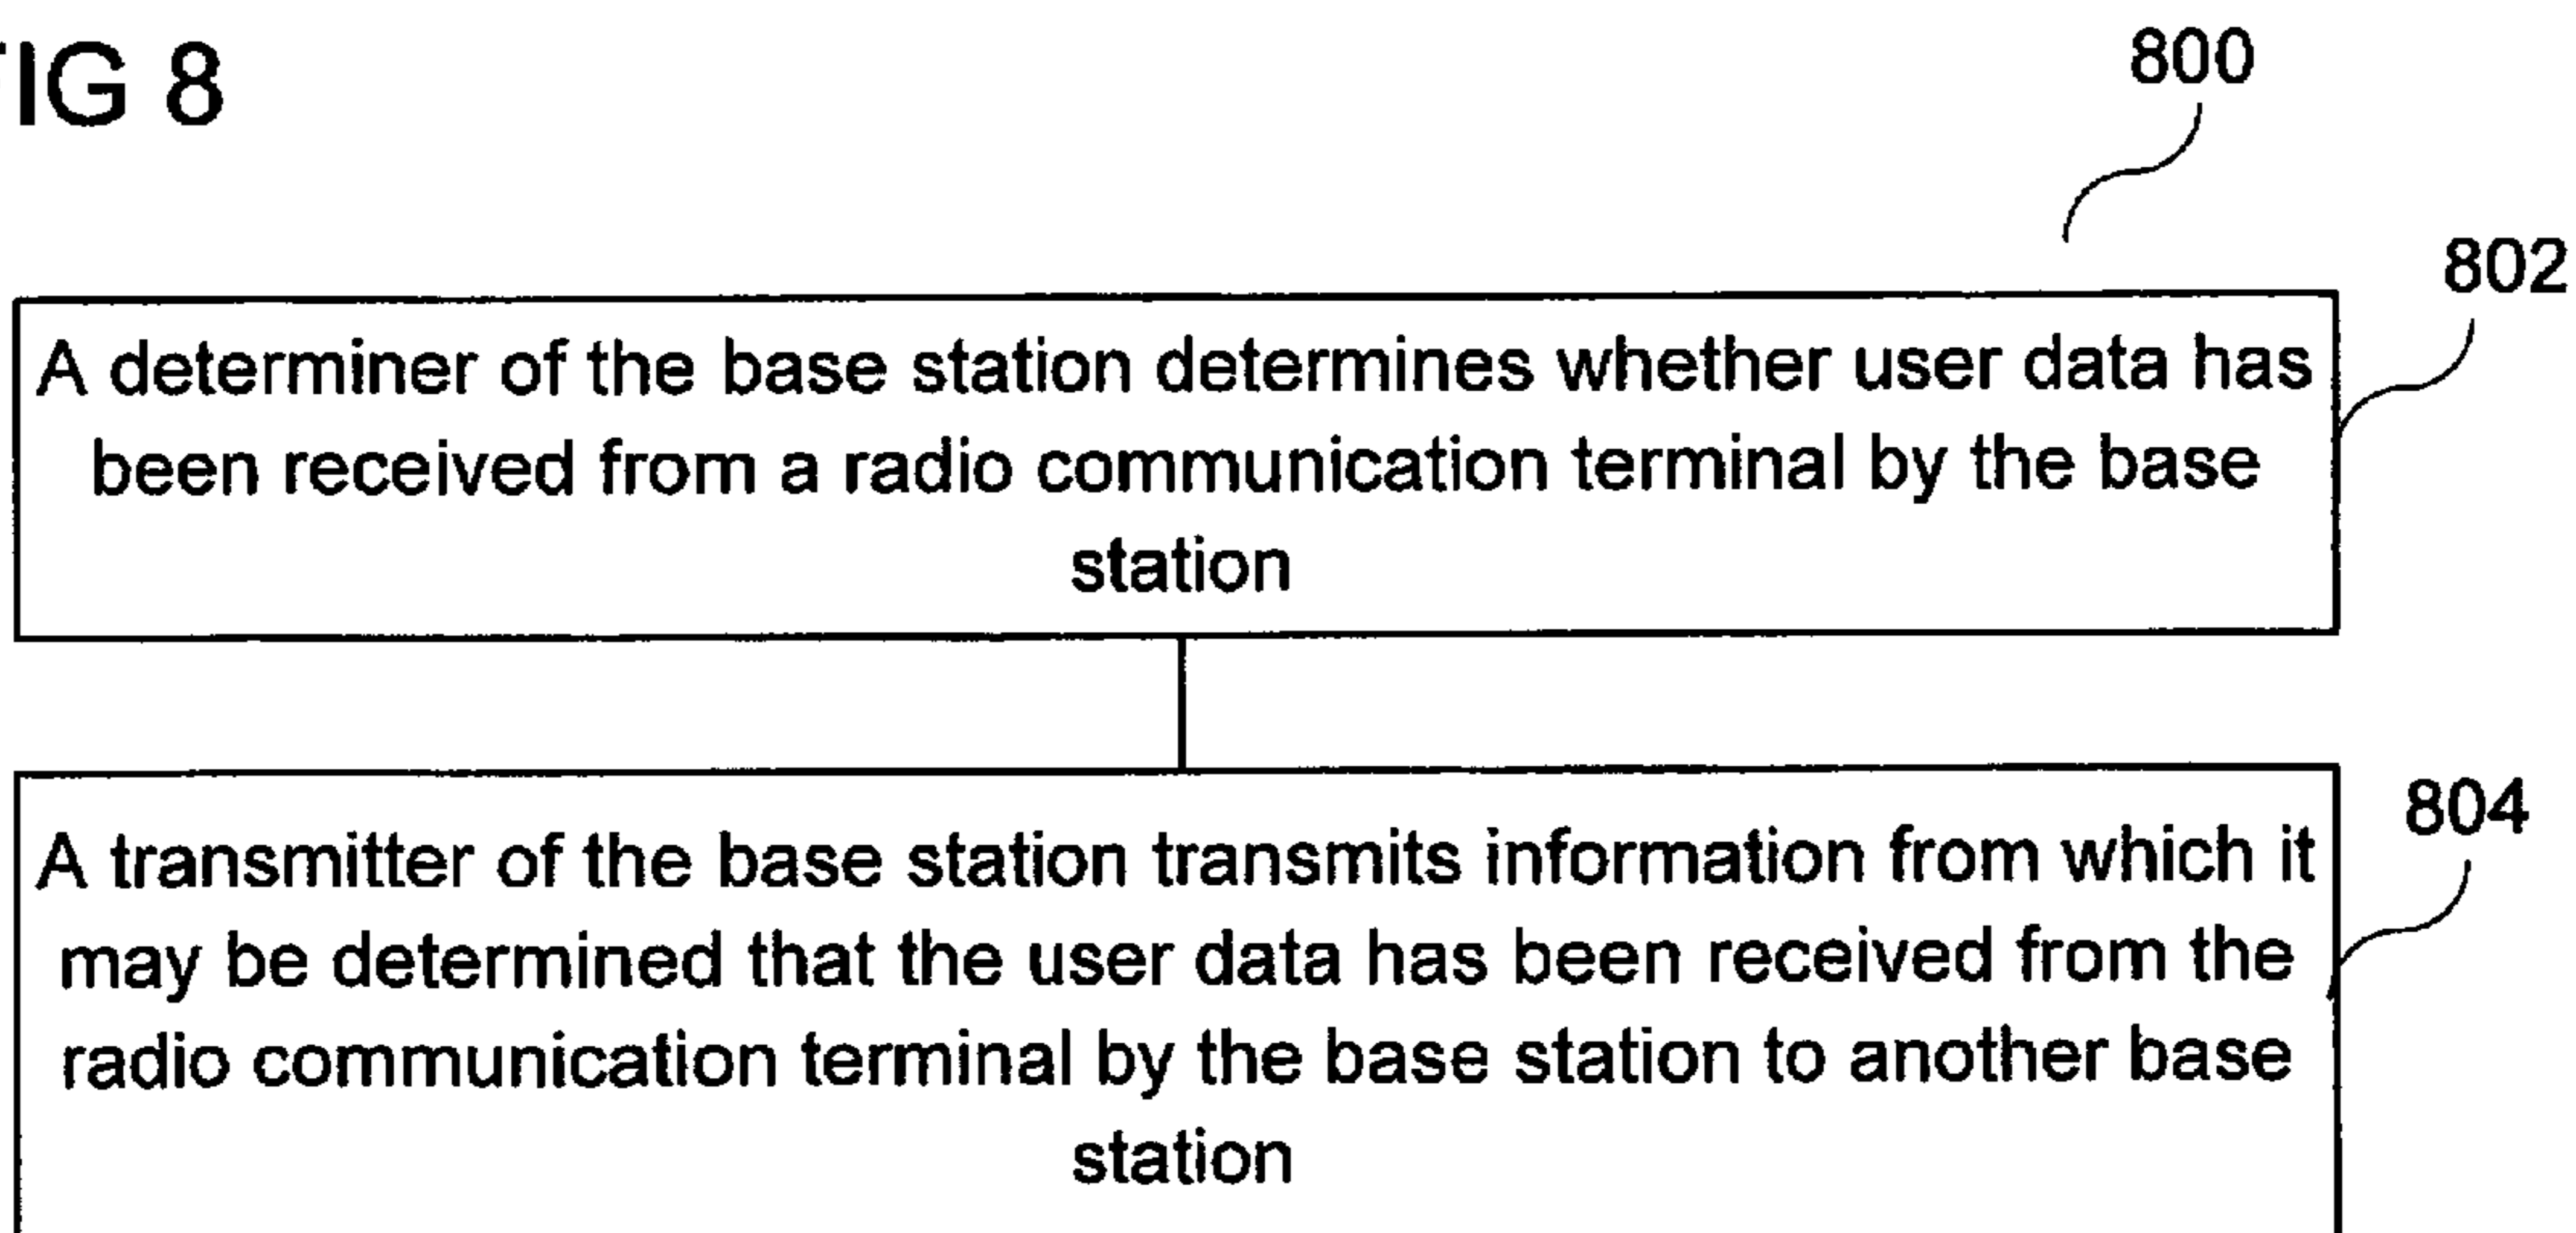 FIG 8
800
802
A determiner of the base station determines whether user data has
been received from a radio communication terminal by the base
station
804
A transmitter of the base station transmits information from which it
may be determined that the user data has been received from the
radio communication terminal by the base station to another base
station